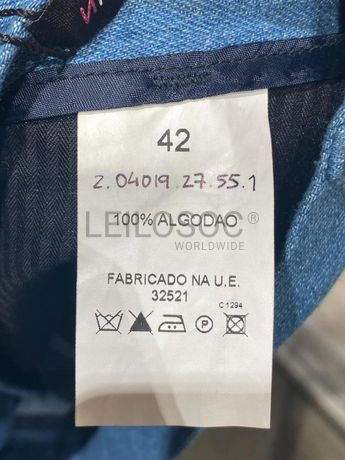 42
2.04019.27.55.1
100% ALGODAO
LEILOSOC®
WORLDWIDE
FABRICADO NA U.E.
32521
C1294
P